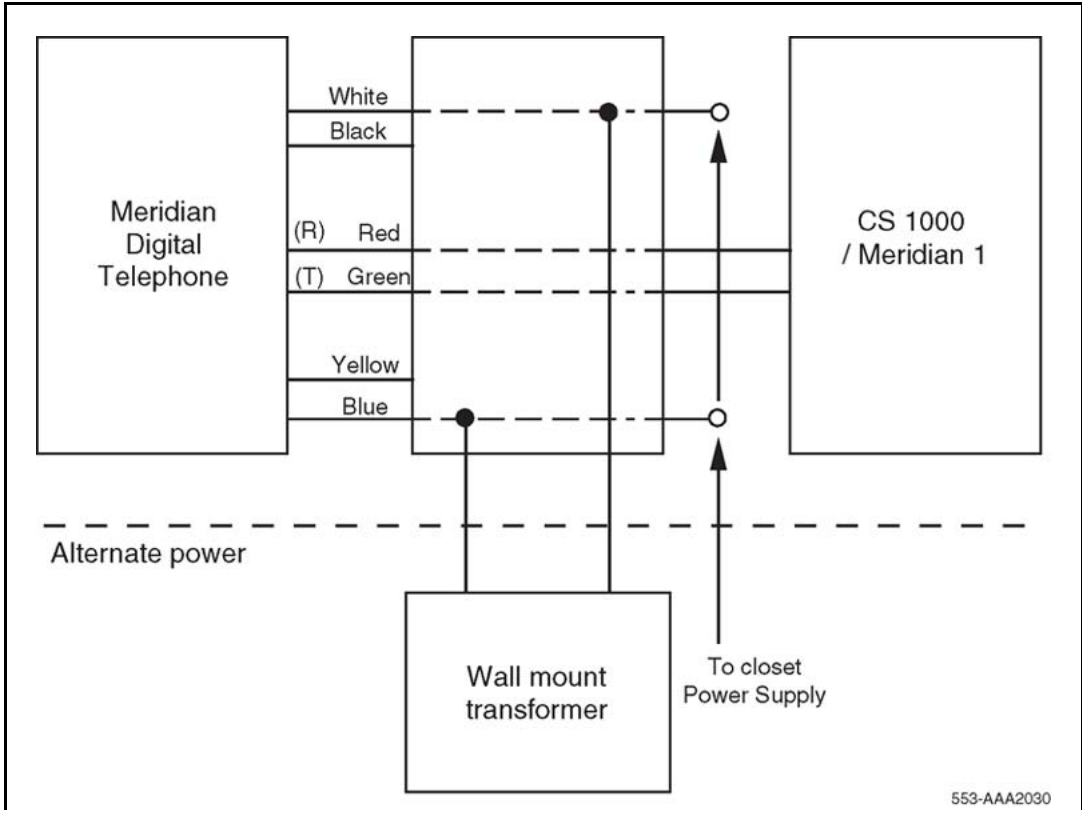 White
Black
Meridian
Digital
Telephone
(R) Red
(T) Green
CS 1000
/ Meridian 1
Yellow
Blue
Alternate power
Wall mount
transformer
To closet
Power Supply
553-AAA2030